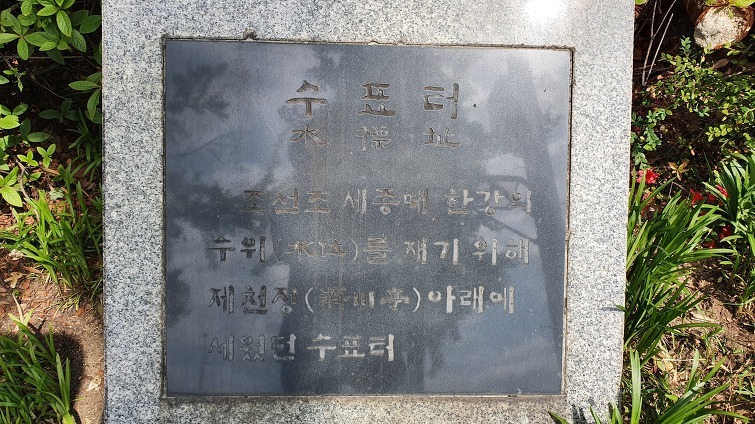 수표터
水標址
조선조 세종때 한강의
수위(水位)를 재기 위해
제천정(濟川亭)아래에
세웠던 수표터